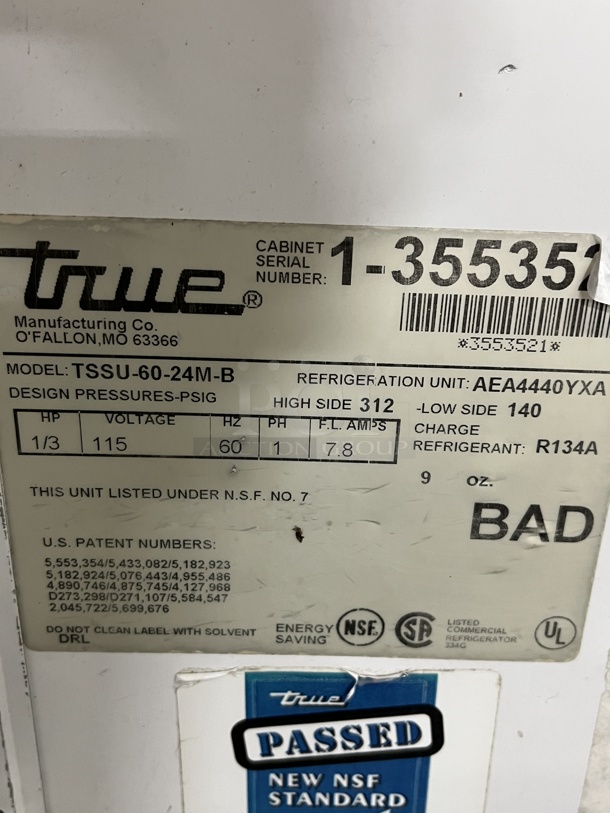 true®
Manufacturing Co.
O'FALLON,MO 63366
CABINET
SERIAL
NUMBER: 1-355352
*3553521*
MODEL: TSSU-60-24M-B
REFRIGERATION UNIT: AEA4440YXA
DESIGN PRESSURES-PSIG
HIGH SIDE 312 -LOW SIDE 140
HP VOLTAGE HZ PH F.L. AMPS
1/3 115 60 1 7.8
CHARGE
REFRIGERANT: R134A
9 oz.
THIS UNIT LISTED UNDER N.S.F. NO. 7
BAD
U.S. PATENT NUMBERS:
5,553,354/5,433,082/5,182,923
5,182,924/5,076,443/4,955,486
4,890,746/4,875,745/4,127,968
D273,298/D271,107/5,584,547
2,045,722/5,699,676
DO NOT CLEAN LABEL WITH SOLVENT
DRL
ENERGY
SAVING
NSF®
SA
LISTED
COMMERCIAL
REFRIGERATOR
334G
UL
true
PASSED
NEW NSF
STANDARD